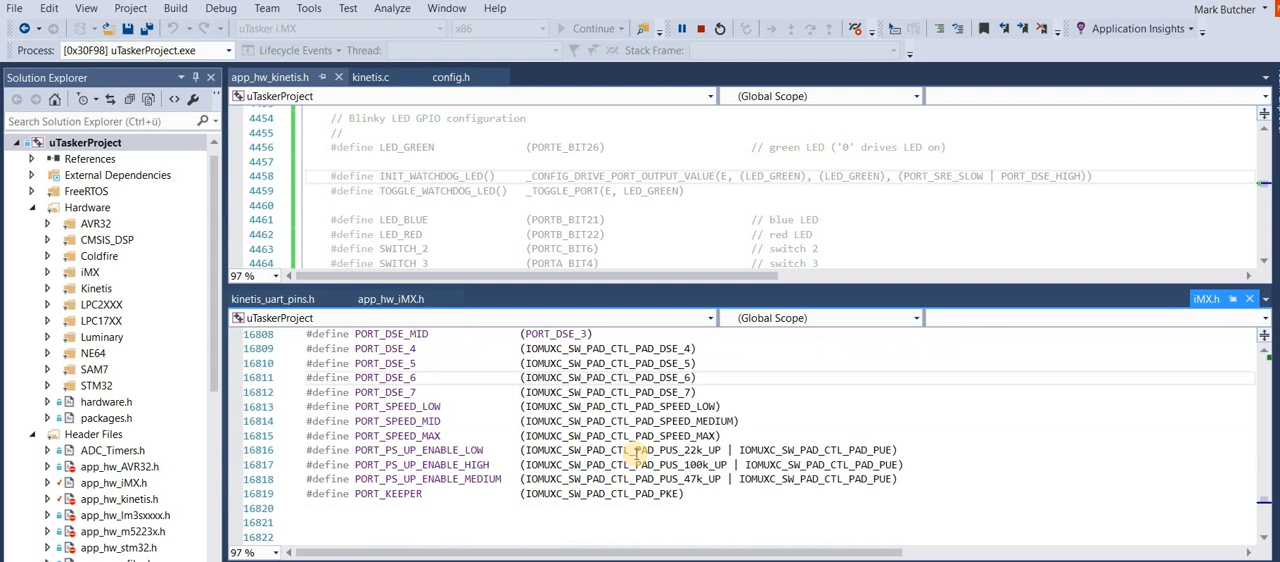 File Edit View Project Build Debug Team Tools Test Analyze Window Help
Mark Butcher
uTasker iMX x86 Continue Application Insights
Process: [0x30F98] uTaskerProject.exe Lifecycle Events Thread: Stack Frame:
Solution Explorer
Search Solution Explorer (Ctrl+ü)
uTaskerProject
References
External Dependencies
FreeRTOS
Hardware
AVR32
CMSIS_DSP
Coldfire
iMX
Kinetis
LPC2XXX
LPC17XX
Luminary
NE64
SAM7
STM32
hardware.h
packages.h
Header Files
ADC_Timers.h
app_hw_AVR32.h
app_hw_iMX.h
app_hw_kinetis.h
app_hw_lm3sxxxx.h
app_hw_m5223x.h
app_hw_stm32.h
app_hw_kinetis.h kinetis.c config.h
uTaskerProject (Global Scope)
4454 // Blinky LED GPIO configuration
4455 //
4456 #define LED_GREEN (PORTE_BIT26) // green LED ('0' drives LED on)
4457
4458 #define INIT_WATCHDOG_LED() _CONFIG_DRIVE_PORT_OUTPUT_VALUE(E, (LED_GREEN), (LED_GREEN), (PORT_SRE_SLOW | PORT_DSE_HIGH))
4459 #define TOGGLE_WATCHDOG_LED() _TOGGLE_PORT(E, LED_GREEN)
4460
4461 #define LED_BLUE (PORTB_BIT21) // blue LED
4462 #define LED_RED (PORTB_BIT22) // red LED
4463 #define SWITCH_2 (PORTC_BIT6) // switch 2
4464 #define SWITCH_3 (PORTA_BIT4) // switch 3
97 %
kinetis_uart_pins.h app_hw_iMX.h iMX.h
uTaskerProject (Global Scope)
16808 #define PORT_DSE_MID (PORT_DSE_3)
16809 #define PORT_DSE_4 (IOMUXC_SW_PAD_CTL_PAD_DSE_4)
16810 #define PORT_DSE_5 (IOMUXC_SW_PAD_CTL_PAD_DSE_5)
16811 #define PORT_DSE_6 (IOMUXC_SW_PAD_CTL_PAD_DSE_6)
16812 #define PORT_DSE_7 (IOMUXC_SW_PAD_CTL_PAD_DSE_7)
16813 #define PORT_SPEED_LOW (IOMUXC_SW_PAD_CTL_PAD_SPEED_LOW)
16814 #define PORT_SPEED_MID (IOMUXC_SW_PAD_CTL_PAD_SPEED_MEDIUM)
16815 #define PORT_SPEED_MAX (IOMUXC_SW_PAD_CTL_PAD_SPEED_MAX)
16816 #define PORT_PS_UP_ENABLE_LOW (IOMUXC_SW_PAD_CTL_PAD_PUS_22k_UP | IOMUXC_SW_PAD_CTL_PAD_PUE)
16817 #define PORT_PS_UP_ENABLE_HIGH (IOMUXC_SW_PAD_CTL_PAD_PUS_100k_UP | IOMUXC_SW_PAD_CTL_PAD_PUE)
16818 #define PORT_PS_UP_ENABLE_MEDIUM (IOMUXC_SW_PAD_CTL_PAD_PUS_47k_UP | IOMUXC_SW_PAD_CTL_PAD_PUE)
16819 #define PORT_KEEPER (IOMUXC_SW_PAD_CTL_PAD_PKE)
16820
16821
16822
97 %